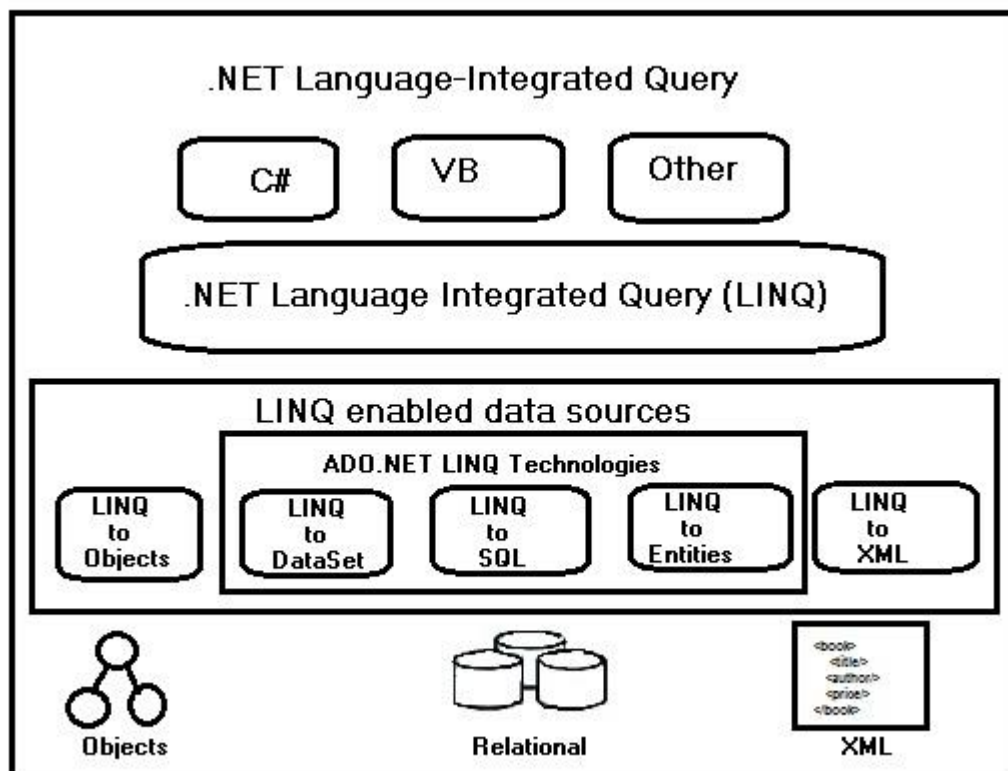 .NET Language-Integrated Query
C#
VB
Other
.NET Language Integrated Query (LINQ)
LINQ enabled data sources
ADO.NET LINQ Technologies
LINQ
to
Objects
LINQ
to
DataSet
LINQ
to
SQL
LINQ
to
Entities
LINQ
to
XML
<book>
<title/>
<author/>
<price/>
</book>
Objects
Relational
XML